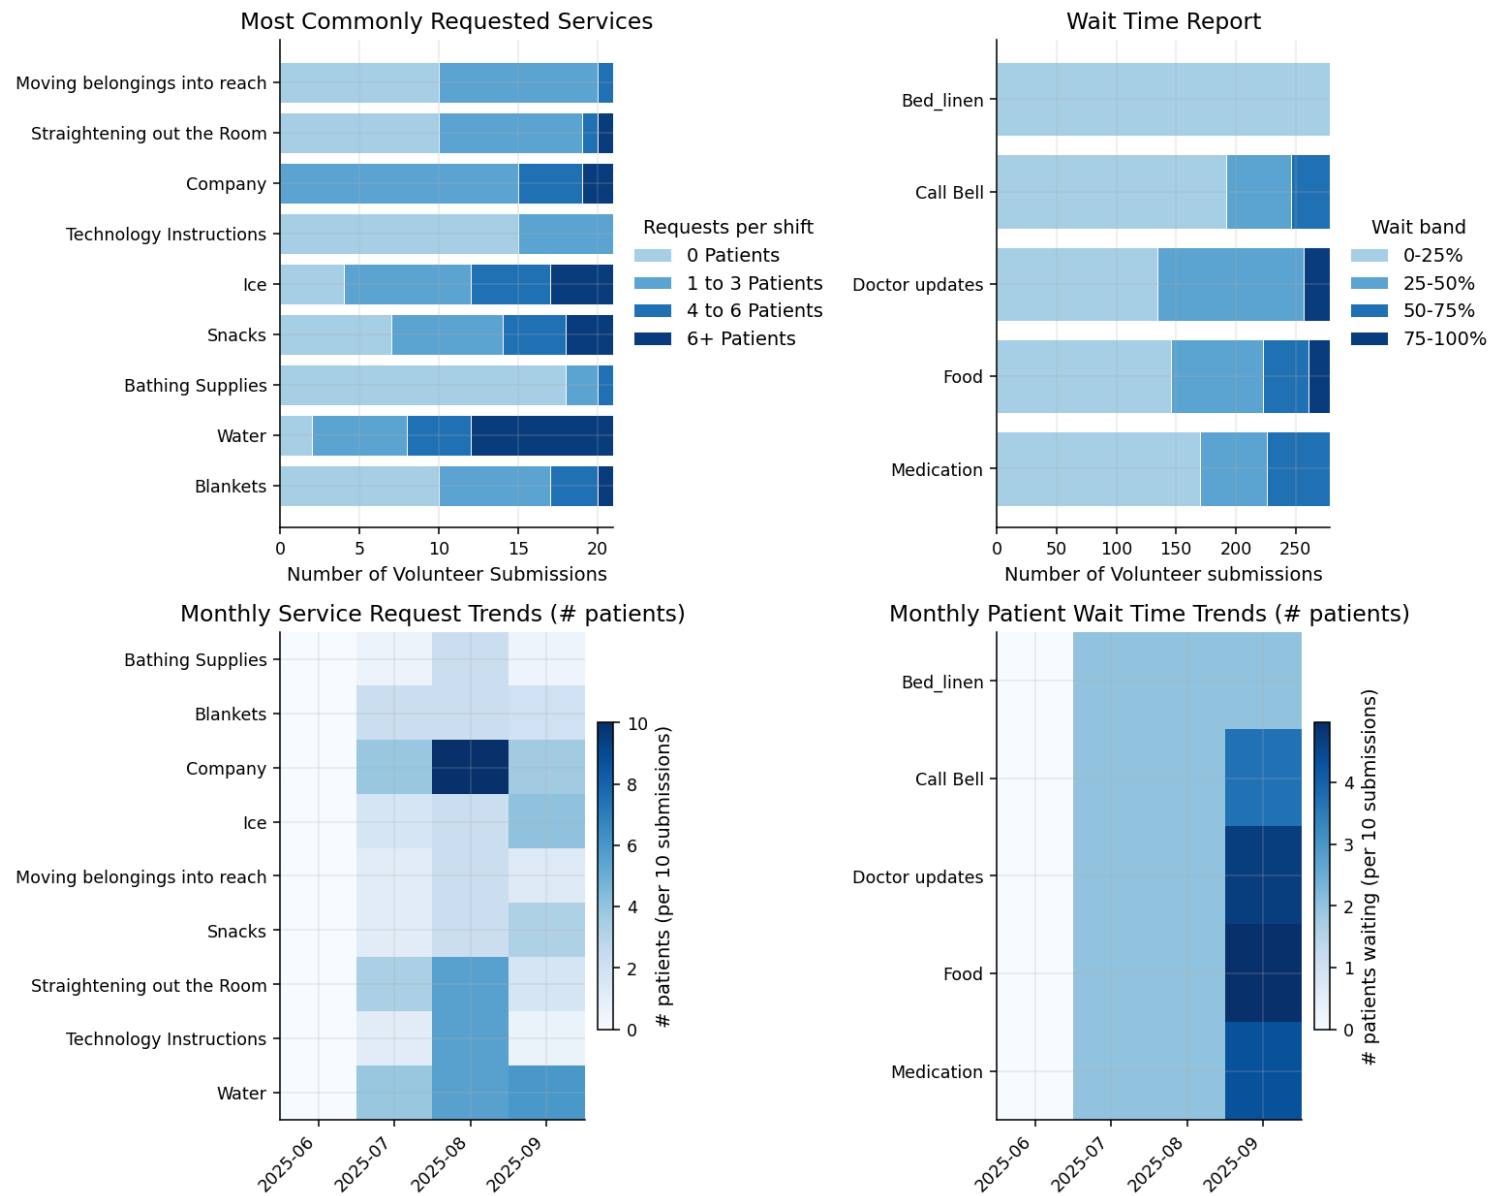 Most Commonly Requested Services
Moving belongings into reach
Straightening out the Room
Company
Technology Instructions
Ice
Snacks
Bathing Supplies
Water
Blankets
0 5 10 15 20
Number of Volunteer Submissions
Requests per shift
0 Patients
1 to 3 Patients
4 to 6 Patients
6+ Patients
Wait Time Report
Bed_linen
Call Bell
Doctor updates
Food
Medication
0 50 100 150 200 250
Number of Volunteer submissions
Wait band
0-25%
25-50%
50-75%
75-100%
Monthly Service Request Trends (# patients)
Bathing Supplies
Blankets
Company
Ice
Moving belongings into reach
Snacks
Straightening out the Room
Technology Instructions
Water
2025-06 2025-07 2025-08 2025-09
10
8
6
4
2
0
# patients (per 10 submissions)
Monthly Patient Wait Time Trends (# patients)
Bed_linen
Call Bell
Doctor updates
Food
Medication
2025-06 2025-07 2025-08 2025-09
4
3
2
1
0
# patients waiting (per 10 submissions)